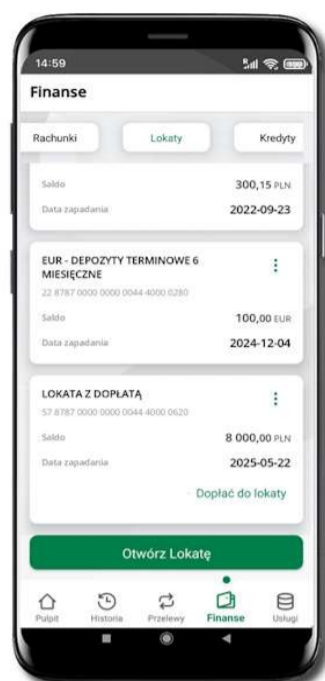 14:59
Finanse
Rachunki Lokaty Kredyty
Saldo 300,15 PLN
Data zapadania 2022-09-23
EUR - DEPOZYTY TERMINOWE 6
MIESIĘCZNE
22 8787 0000 0000 0044 4000 0280
Saldo 100,00 EUR
Data zapadania 2024-12-04
LOKATA Z DOPŁATĄ
57 8787 0000 0000 0044 4000 0620
Saldo 8 000,00 PLN
Data zapadania 2025-05-22
Dopłać do lokaty
Otwórz Lokatę
Pulpit Historia Przelewy Finanse Usługi